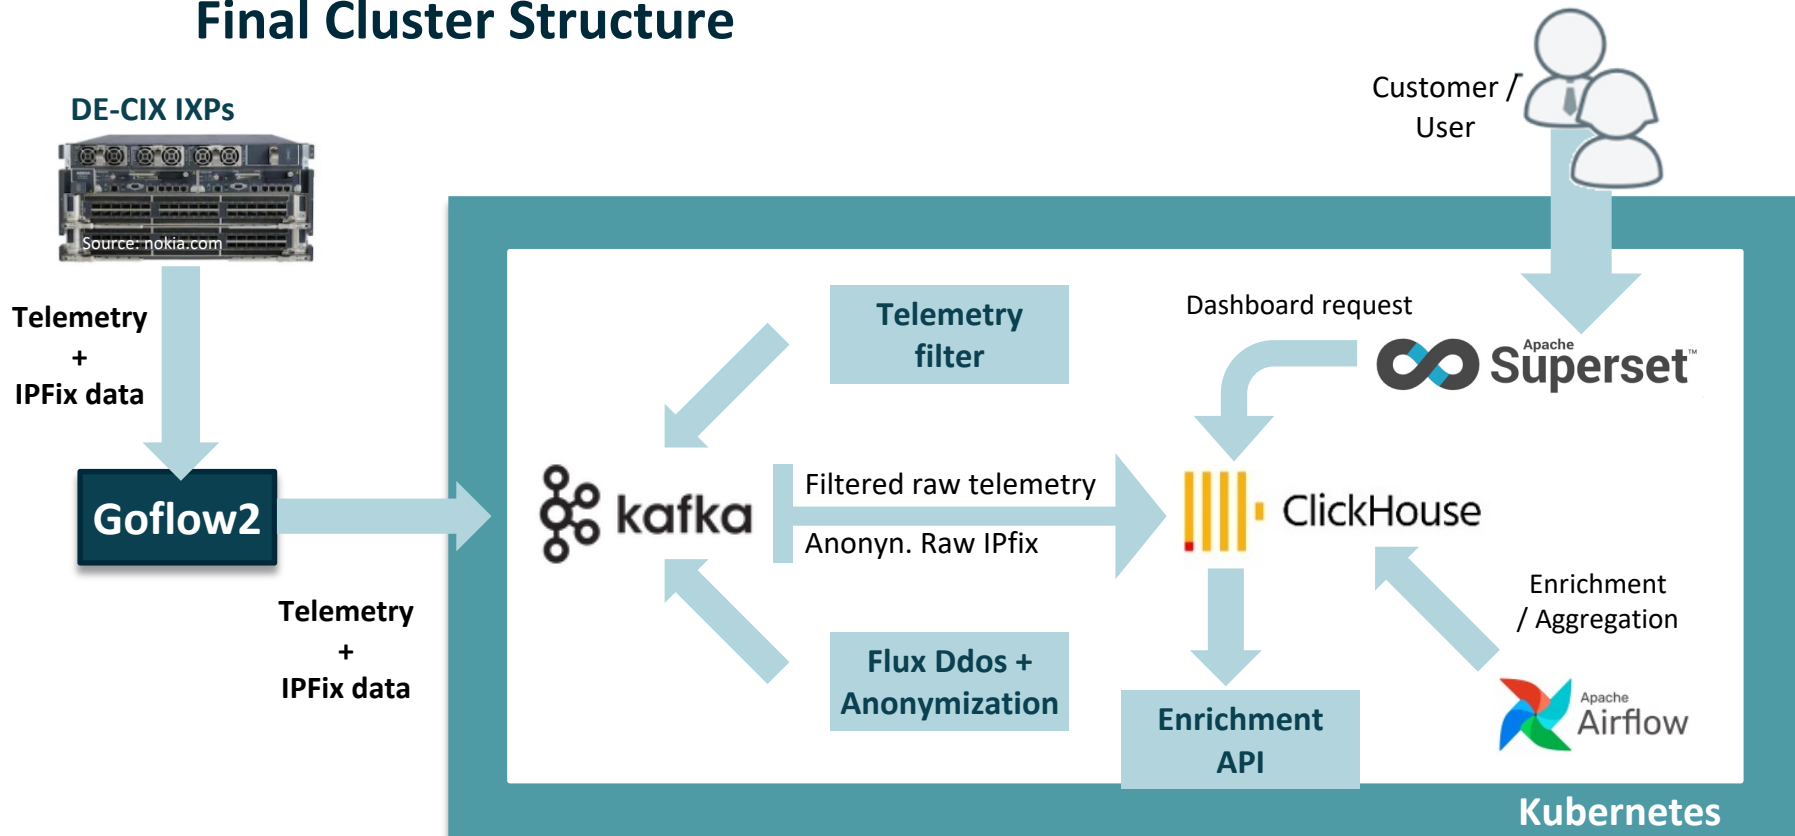 Final Cluster Structure
DE-CIX IXPs
Source: nokia.com
Telemetry
+
IPFix data
Goflow2
Telemetry
+
IPFix data
Customer /
User
Telemetry
filter
Dashboard request
Apache
Superset™
kafka
Filtered raw telemetry
Anonyn. Raw IPfix
ClickHouse
Flux Ddos +
Anonymization
Enrichment
API
Enrichment
/ Aggregation
Apache
Airflow
Kubernetes